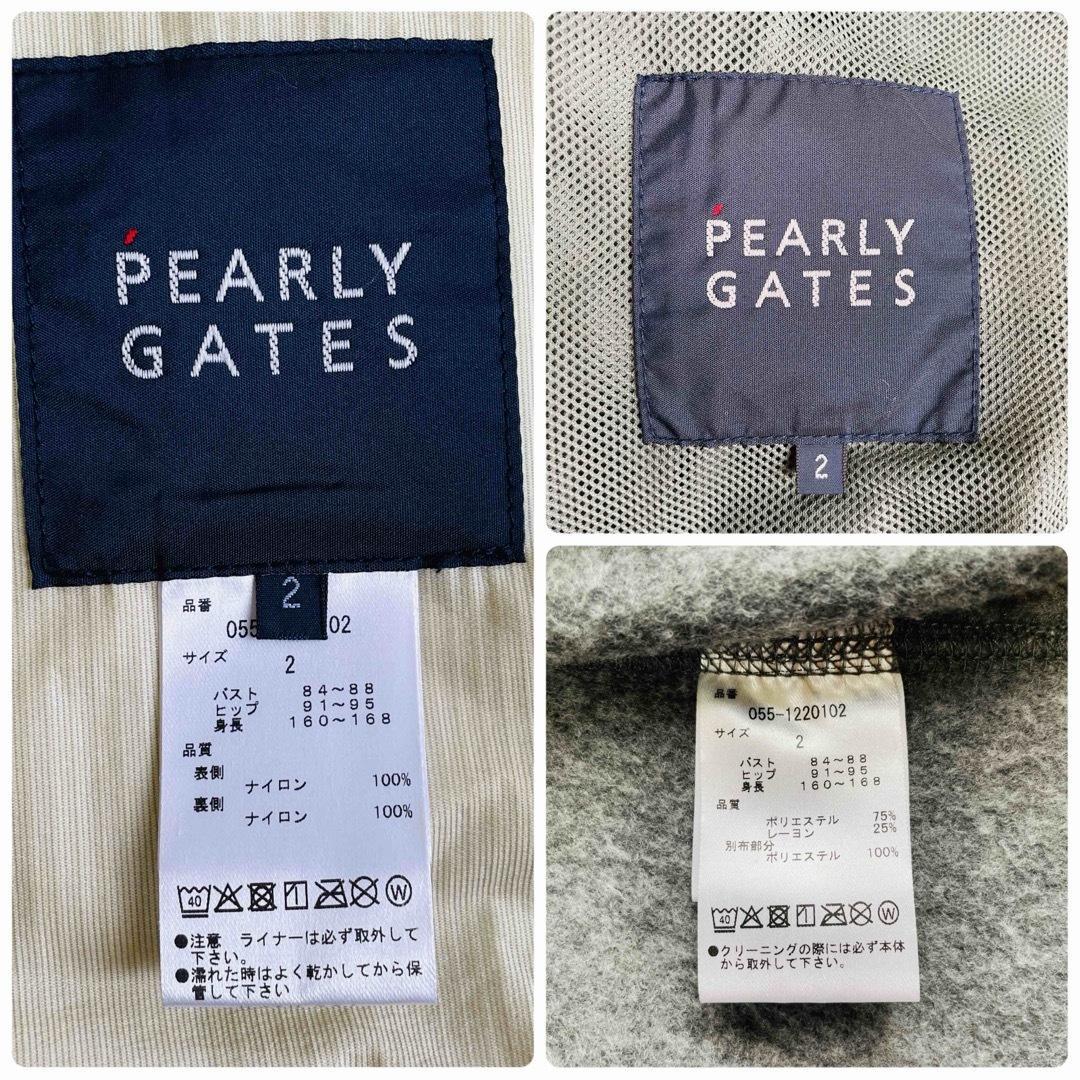 PEARLY
GATES
2
品番
055 02
サイズ
2
バスト 84~88
ヒップ 91~95
身長 160~168
品質
表側
ナイロン 100%
裏側
ナイロン 100%
40 W
●注意 ライナーは必ず取外して
下さい。
●濡れた時はよく乾かしてから保
管して下さい
PEARLY
GATES
2
品番
055-1220102
サイズ
2
バスト 84~88
ヒップ 91~95
身長 160~168
品質
ポリエステル 75%
レーヨン 25%
別布部分
ポリエステル 100%
40 W
●クリーニングの際には必ず本体
から取外して下さい。